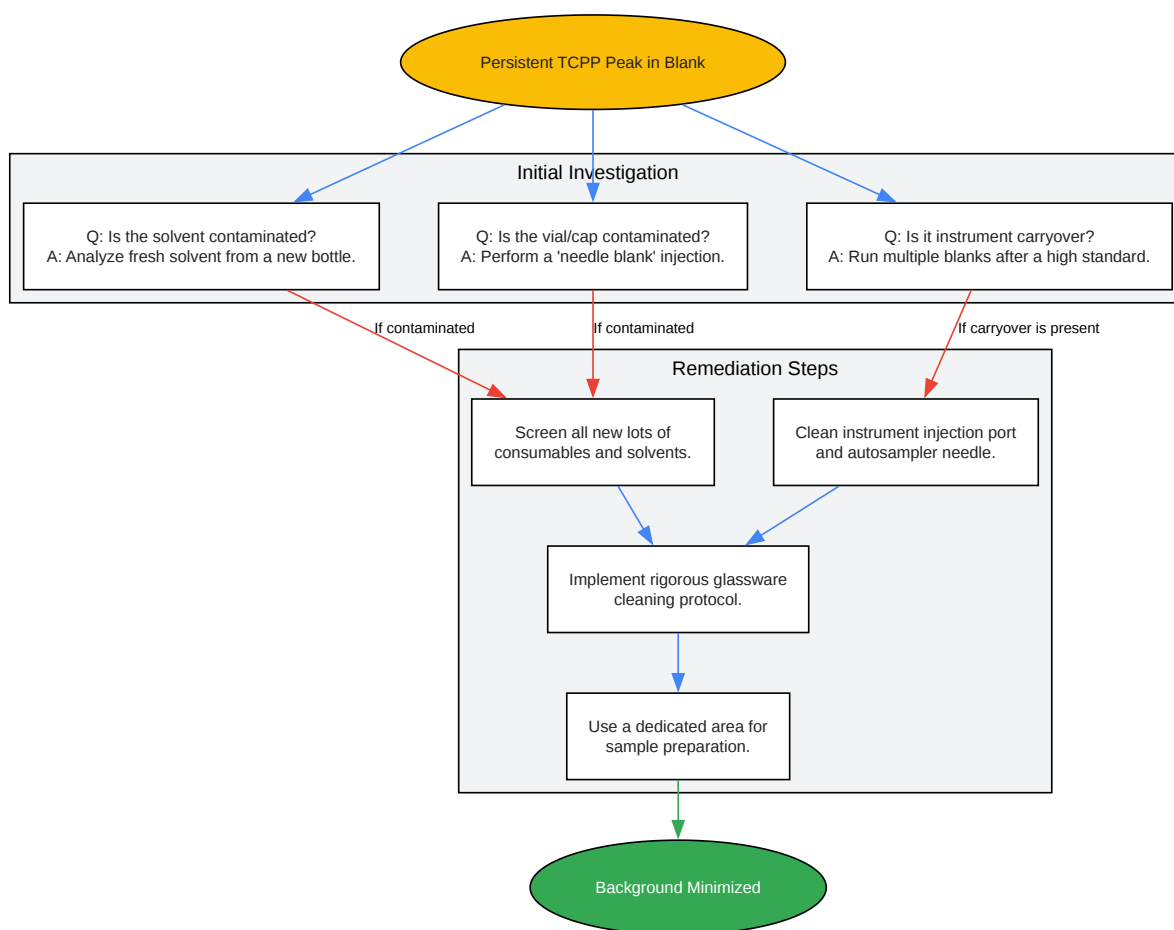 Persistent TCPP Peak in Blank
Initial Investigation
Q: Is the solvent contaminated?
A: Analyze fresh solvent from a new bottle.
Q: Is the vial/cap contaminated?
A: Perform a 'needle blank' injection.
Q: Is it instrument carryover?
A: Run multiple blanks after a high standard.
If contaminated
If contaminated
If carryover is present
Remediation Steps
Screen all new lots of
consumables and solvents.
Clean instrument injection port
and autosampler needle.
Implement rigorous glassware
cleaning protocol.
Use a dedicated area for
sample preparation.
Background Minimized